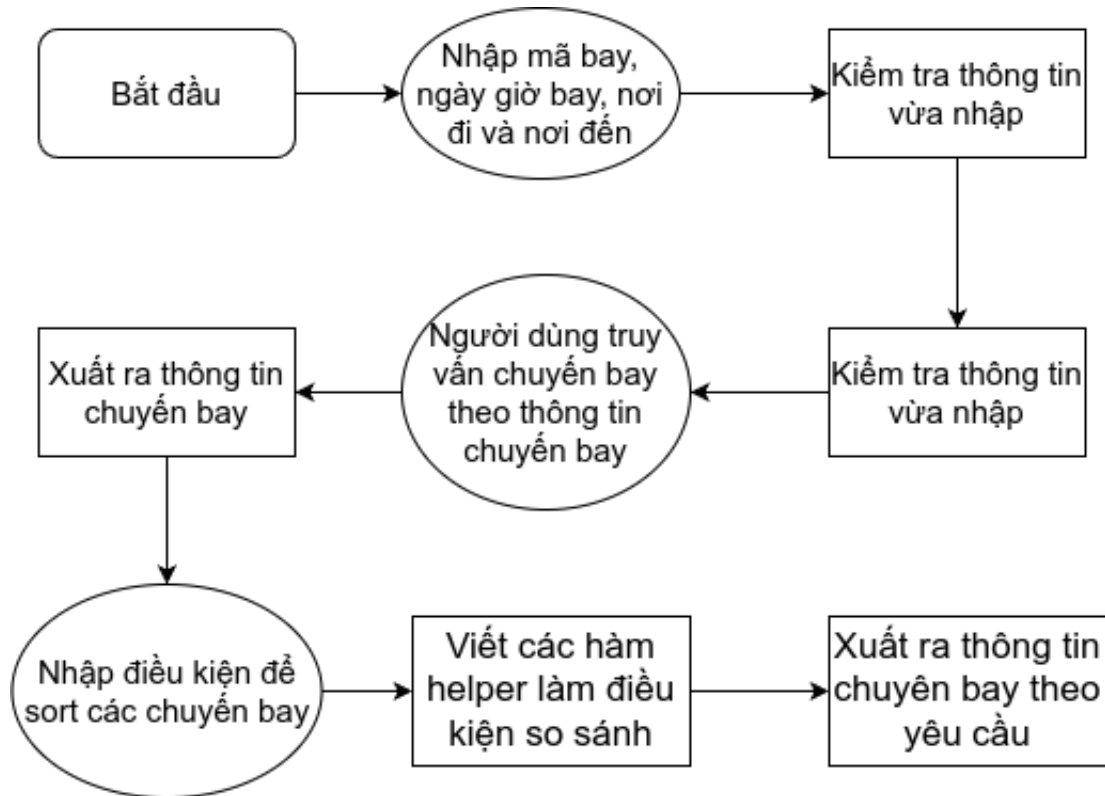 Bắt đầu
Nhập mã bay,
ngày giờ bay, nơi
đi và nơi đến
Kiểm tra thông tin
vừa nhập
Kiểm tra thông tin
vừa nhập
Người dùng truy
vấn chuyến bay
theo thông tin
chuyến bay
Xuất ra thông tin
chuyến bay
Nhập điều kiện để
sort các chuyến bay
Viết các hàm
helper làm điều
kiện so sánh
Xuất ra thông tin
chuyên bay theo
yêu cầu